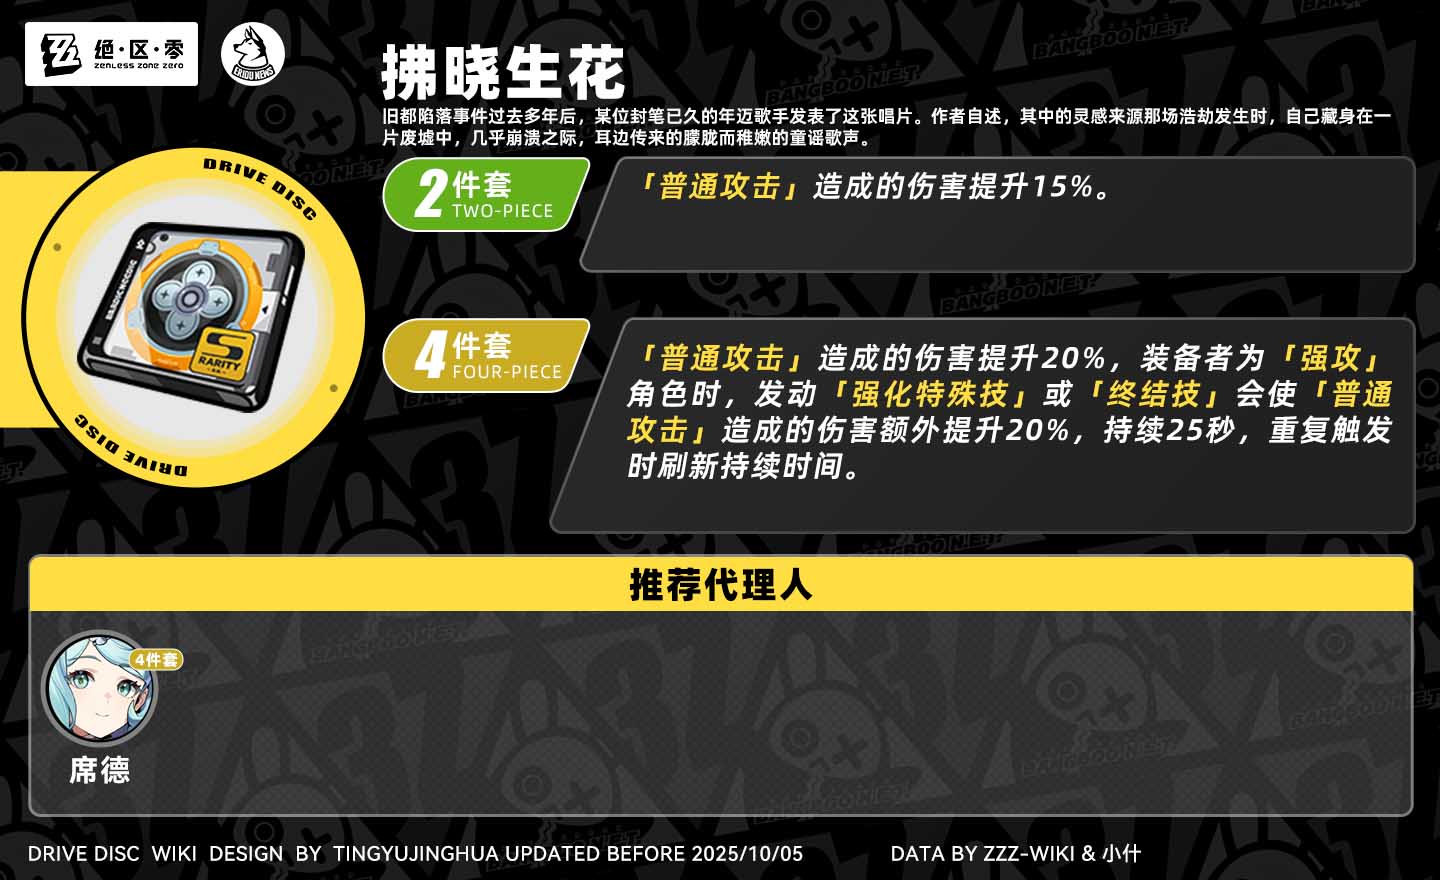 绝·区·零
ZENLESS ZONE ZERO
ERIDU NEWS
拂晓生花
旧都陷落事件过去多年后，某位封笔已久的年迈歌手发表了这张唱片。作者自述，其中的灵感来源那场浩劫发生时，自己藏身在一
片废墟中，几乎崩溃之际，耳边传来的朦胧而稚嫩的童谣歌声。
DRIVE DISC
2件套
TWO-PIECE
「普通攻击」造成的伤害提升15%。
S
RARITY
4件套
FOUR-PIECE
「普通攻击」造成的伤害提升20%，装备者为「强攻」
角色时，发动「强化特殊技」或「终结技」会使「普通
攻击」造成的伤害额外提升20%，持续25秒，重复触发
时刷新持续时间。
DRIVE DISC
推荐代理人
4件套
席德
DRIVE DISC WIKI DESIGN BY TINGYUJINGHUA UPDATED BEFORE 2025/10/05
DATA BY ZZZ-WIKI & 小什
BANGBOO N.E.T.